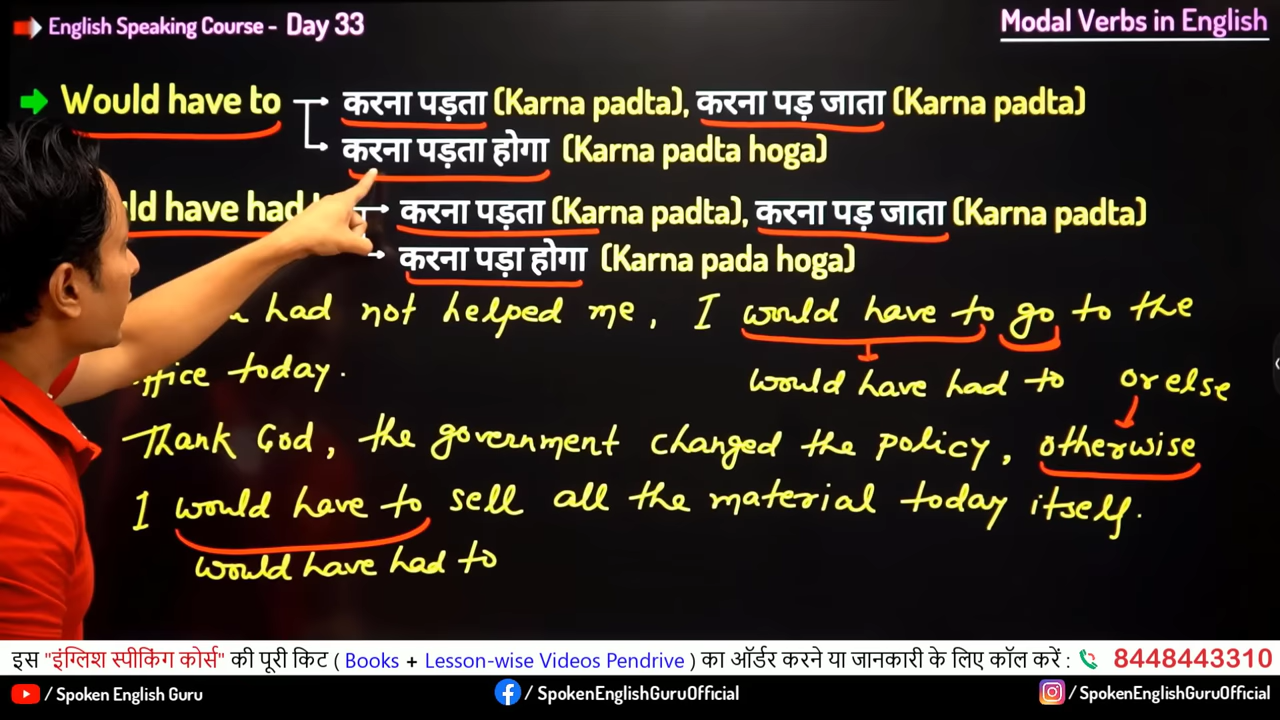 English Speaking Course - Day 33
Modal Verbs in English
Would have to करना पड़ता (Karna padta), करना पड़ जाता (Karna padta)
करना पड़ता होगा (Karna padta hoga)
ld have had करना पड़ता (Karna padta), करना पड़ जाता (Karna padta)
करना पड़ा होगा (Karna pada hoga)
had not helped me, I would have to go to the
ffice today.
would have had to or else
Thank God, the government changed the policy, otherwise
I would have to sell all the material today itself.
would have had to
इस "इंग्लिश स्पीकिंग कोर्स" की पूरी किट ( Books + Lesson-wise Videos Pendrive ) का ऑर्डर करने या जानकारी के लिए कॉल करें : 8448443310
/ Spoken English Guru
/ SpokenEnglishGuruOfficial
/ SpokenEnglishGuruOfficial